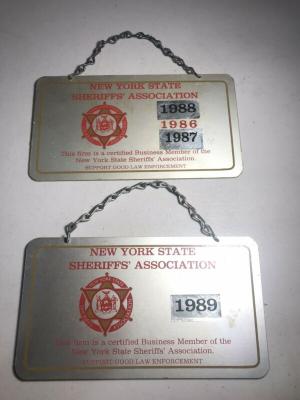 NEW YORK STATE
SHERIFFS' ASSOCIATION
1988
1986
1987
This firm is a certified Business Member of the
New York State Sheriffs' Association.
SUPPORT GOOD LAW ENFORCEMENT
NEW YORK STATE
SHERIFFS' ASSOCIATION
1989
This firm is a certified Business Member of the
New York State Sheriffs' Association.
SUPPORT GOOD LAW ENFORCEMENT